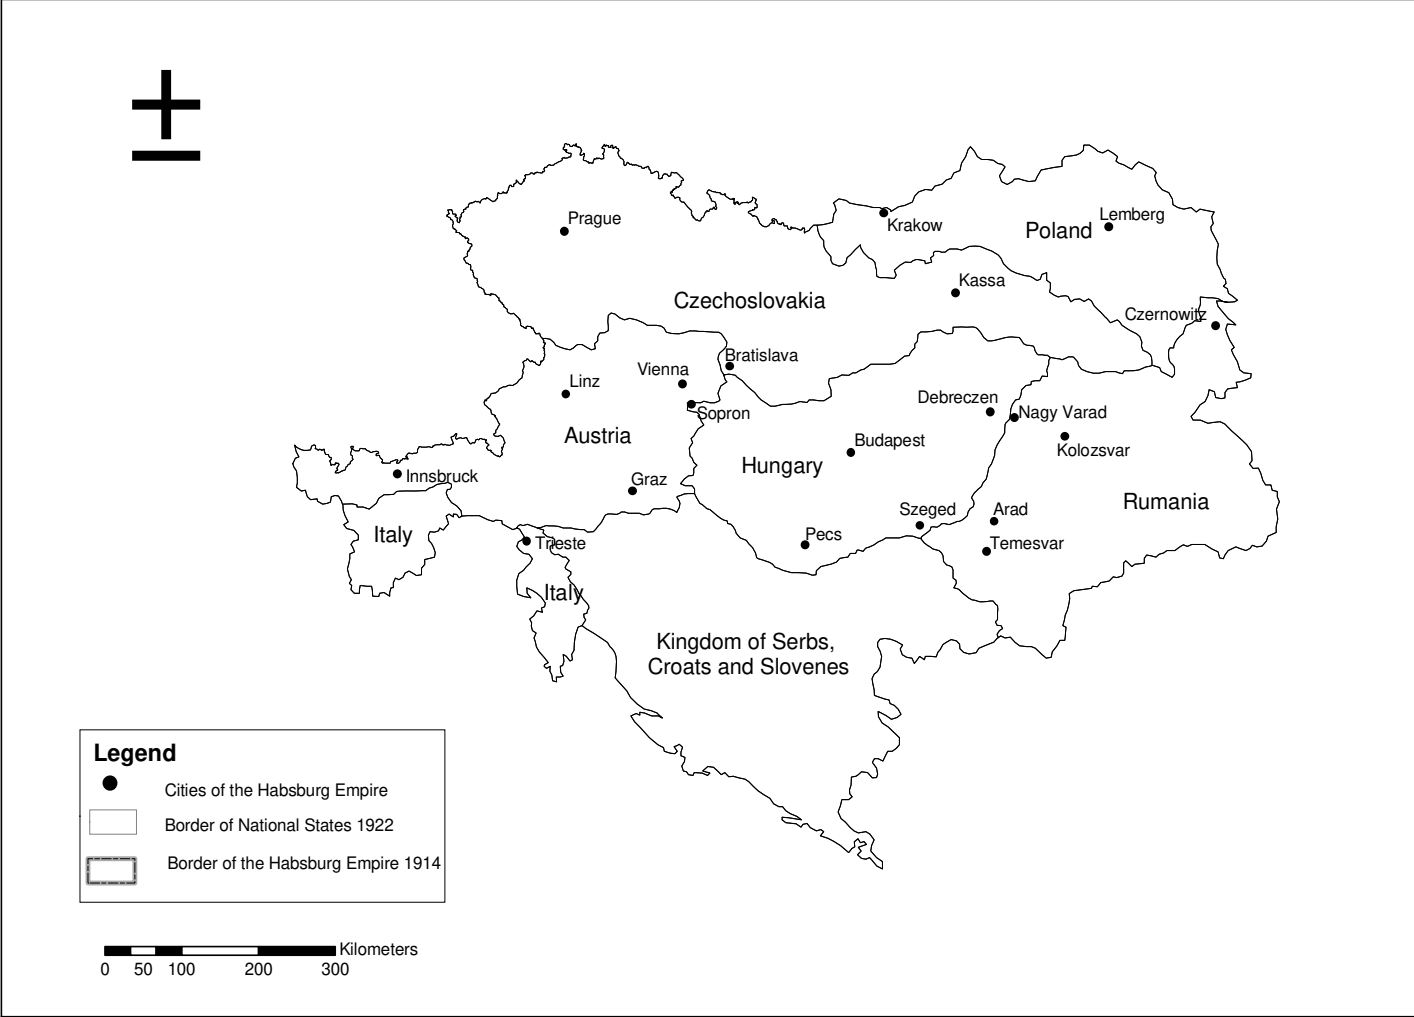 Prague
Krakow
Poland
Lemberg
Kassa
Czechoslovakia
Czernowitz
Bratislava
Vienna
Linz
Sopron
Debreczen
Nagy Varad
Austria
Budapest
Kolozsvar
Hungary
Innsbruck
Graz
Rumania
Szeged
Arad
Italy
Pecs
Trieste
Temesvar
Italy
Kingdom of Serbs,
Croats and Slovenes
Legend
Cities of the Habsburg Empire
Border of National States 1922
Border of the Habsburg Empire 1914
Kilometers
0 50 100 200 300